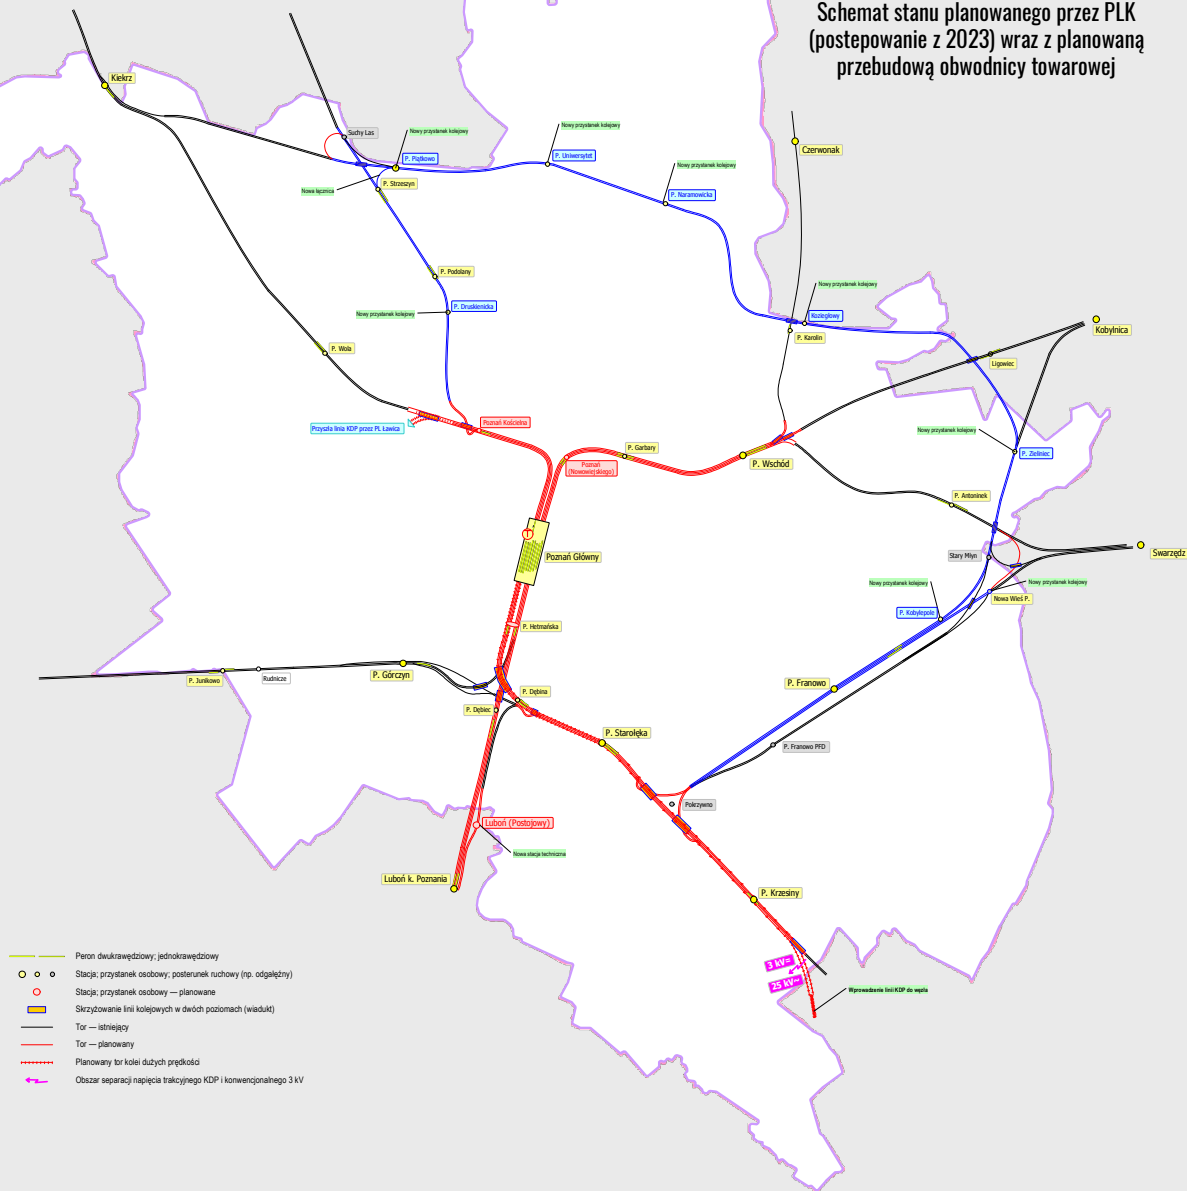 Schemat stanu planowanego przez PLK
(postepowanie z 2023) wraz z planowaną
przebudową obwodnicy towarowej
Kiekrz
Suchy Las
Nowy przystanek kolejowy
Nowy przystanek kolejowy
P. Piątkowo
P. Uniwersytet
Nowy przystanek kolejowy
Czerwonak
P. Strzeszyn
Nowa łącznica
P. Naramowicka
P. Podolany
Nowy przystanek kolejowy
P. Druskienicka
Nowy przystanek kolejowy
Koziegłowy
P. Karolin
Kobylnica
P. Wola
Ligowiec
Przyszła linia KDP przez PL Ławica
Poznań Kościelna
Nowy przystanek kolejowy
P. Garbary
P. Zieliniec
Poznań
(Nowowiejskiego)
P. Wschód
P. Antoninek
Poznań Główny
Stary Młyn
Swarzędz
Nowy przystanek kolejowy
Nowy przystanek kolejowy
Nowa Wieś P.
P. Kobylepole
P. Hetmańska
P. Junikowo
Rudnicze
P. Górczyn
P. Franowo
P. Dębina
P. Dębiec
P. Starołęka
P. Franowo PFD
Pokrzywno
Luboń (Postojowy)
Nowa stacja techniczna
Luboń k. Poznania
P. Krzesiny
3 kV=
25 kV~
Wprowadzenie linii KDP do węzła
Peron dwukrawędziowy; jednokrawędziowy
Stacja; przystanek osobowy; posterunek ruchowy (np. odgałęźny)
Stacja; przystanek osobowy — planowane
Skrzyżowanie linii kolejowych w dwóch poziomach (wiadukt)
Tor — istniejący
Tor — planowany
Planowany tor kolei dużych prędkości
Obszar separacji napięcia trakcyjnego KDP i konwencjonalnego 3 kV